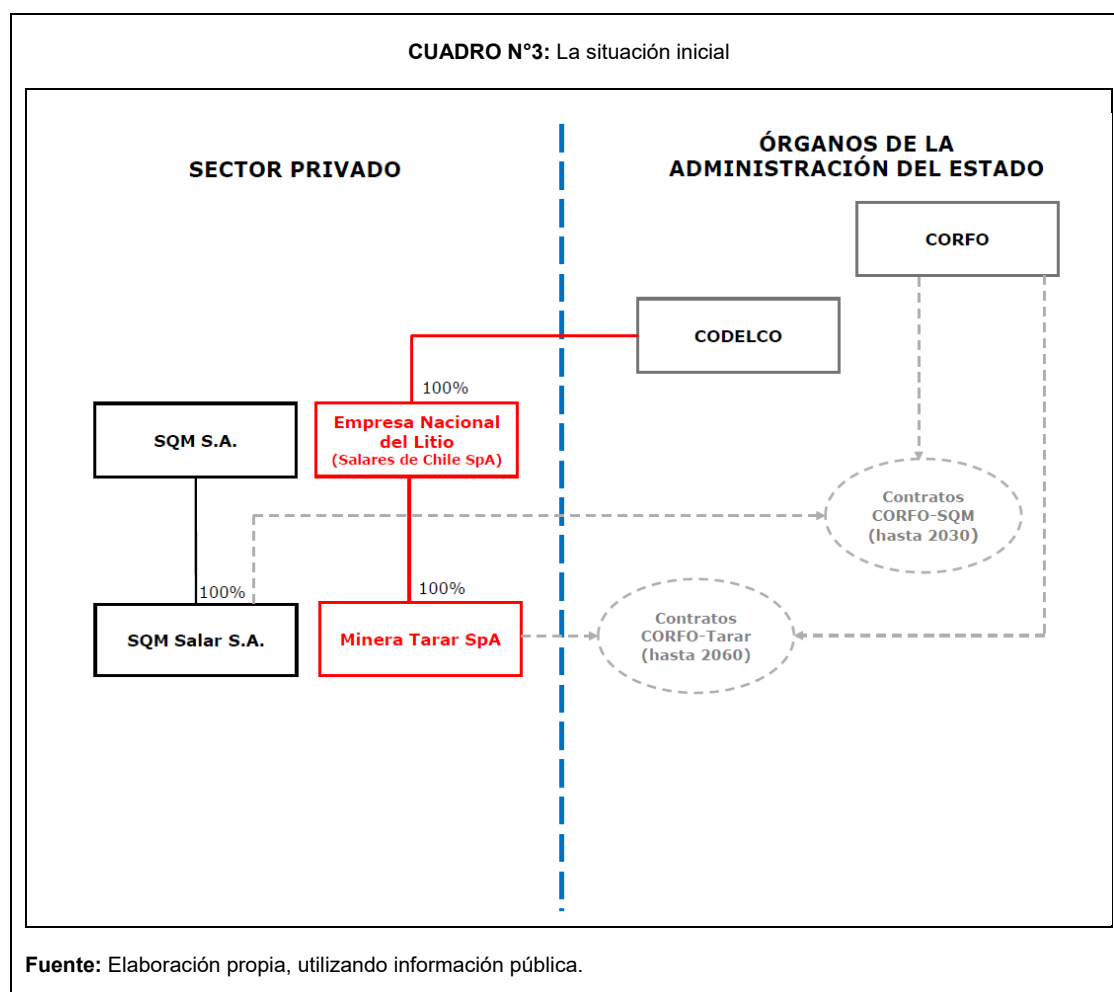 CUADRO N°3: La situación inicial
SECTOR PRIVADO
ÓRGANOS DE LA
ADMINISTRACIÓN DEL ESTADO
CORFO
CODELCO
100%
SQM S.A.
Empresa Nacional
del Litio
(Salares de Chile SpA)
Contratos
CORFO-SQM
(hasta 2030)
100%
100%
SQM Salar S.A.
Minera Tarar SpA
Contratos
CORFO-Tarar
(hasta 2060)
Fuente: Elaboración propia, utilizando información pública.